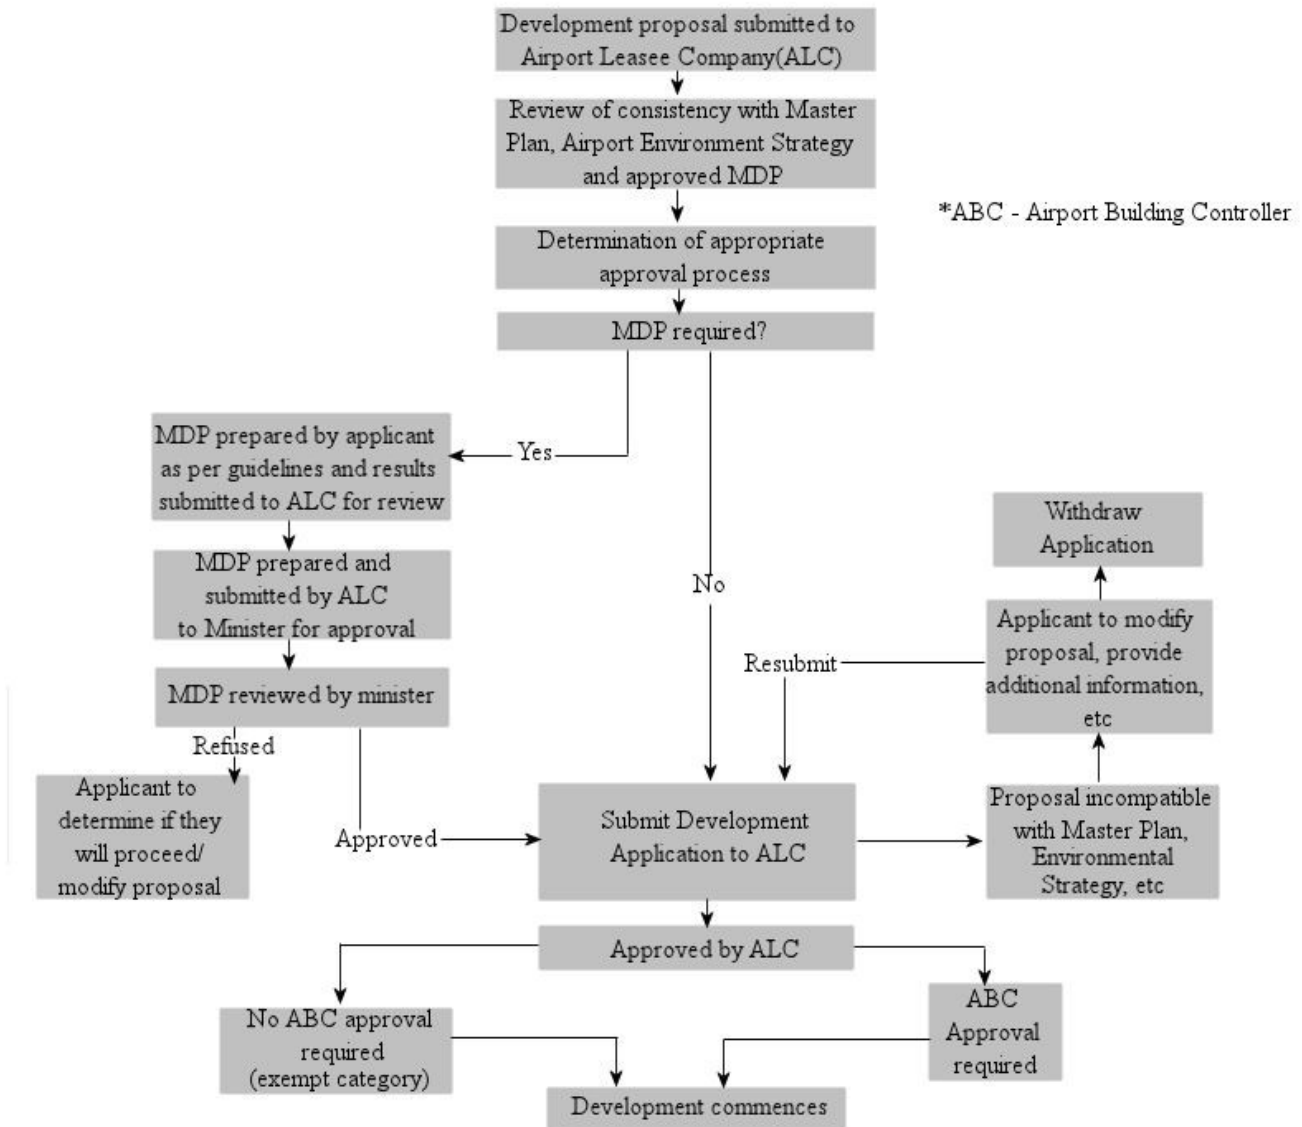 Development proposal submitted to
Airport Leasee Company(ALC)
Review of consistency with Master
Plan, Airport Environment Strategy
and approved MDP
*ABC - Airport Building Controller
Determination of appropriate
approval process
MDP required?
Yes
No
MDP prepared by applicant
as per guidelines and results
submitted to ALC for review
MDP prepared and
submitted by ALC
to Minister for approval
MDP reviewed by minister
Refused
Applicant to
determine if they
will proceed/
modify proposal
Approved
Withdraw
Application
Applicant to modify
proposal, provide
additional information,
etc
Resubmit
Submit Development
Application to ALC
Proposal incompatible
with Master Plan,
Environmental
Strategy, etc
Approved by ALC
No ABC approval
required
(exempt category)
ABC
Approval
required
Development commences